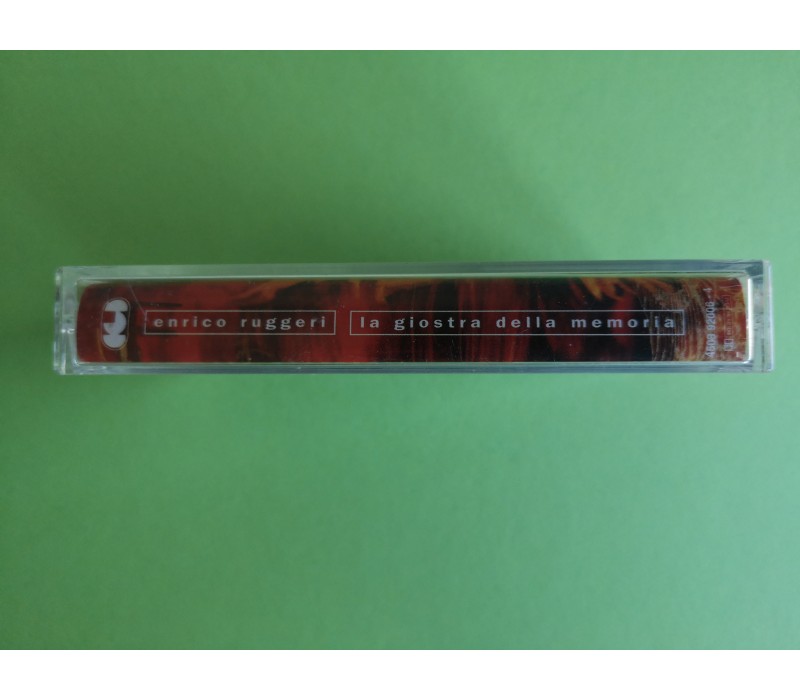 enrico ruggeri
la giostra della memoria